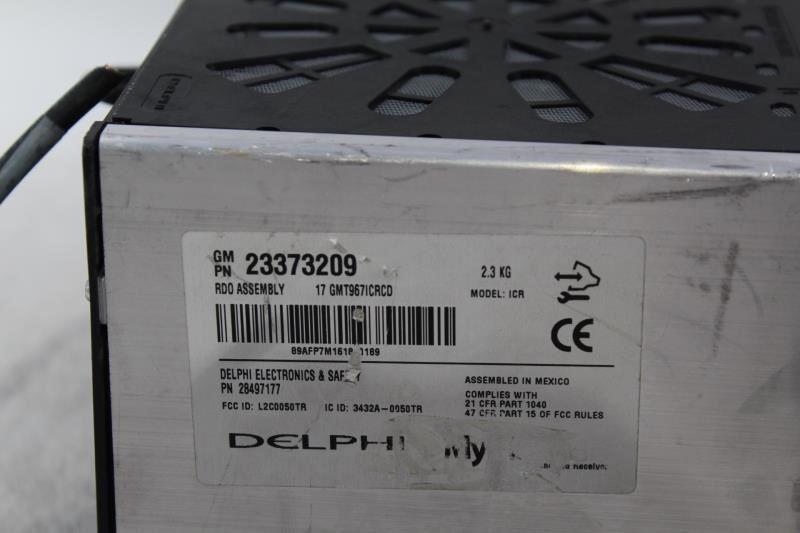 DELPHI
GM
PN 23373209
2.3 KG
RDO ASSEMBLY 17 GMT967ICRCD
MODEL: ICR
CE
DELPHI ELECTRONICS &
PN 28497177
ASSEMBLED IN MEXICO
COMPLIES WITH
21 CFR PART 1040
47 CFR PART 15 OF FCC RULES
FCC ID: L2C0050TR IC ID: 3432A-0050TR
DELPHI
Receiver